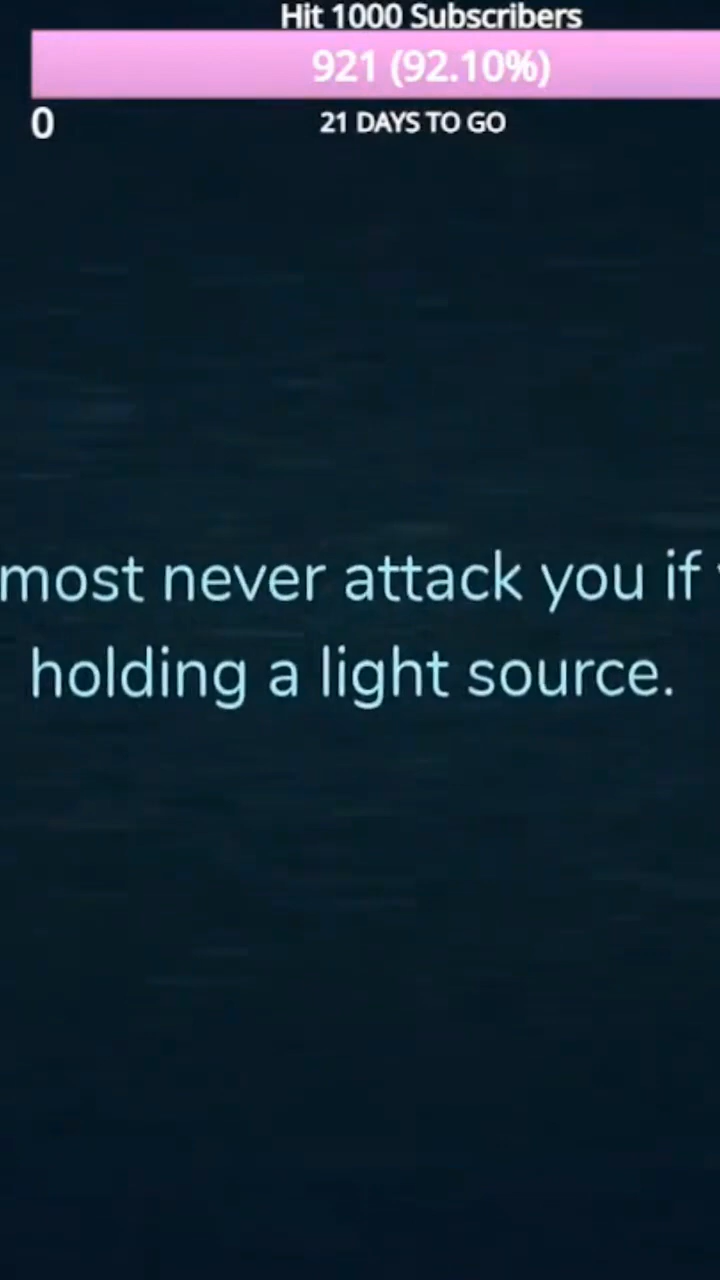 Hit 1000 Subscribers
921 (92.10%)
0
21 DAYS TO GO
most never attack you if
holding a light source.